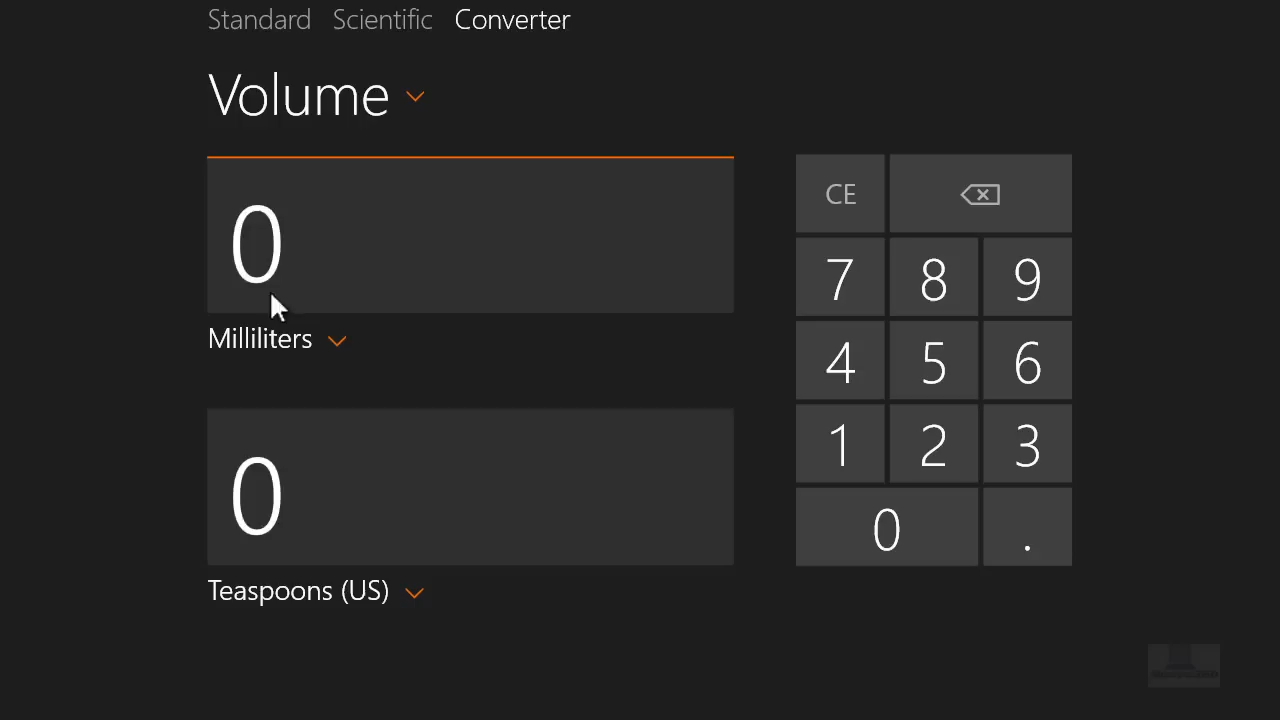 Standard Scientific Converter
Volume
0
Milliliters
0
Teaspoons (US)
CE
7 8 9
4 5 6
1 2 3
0 .